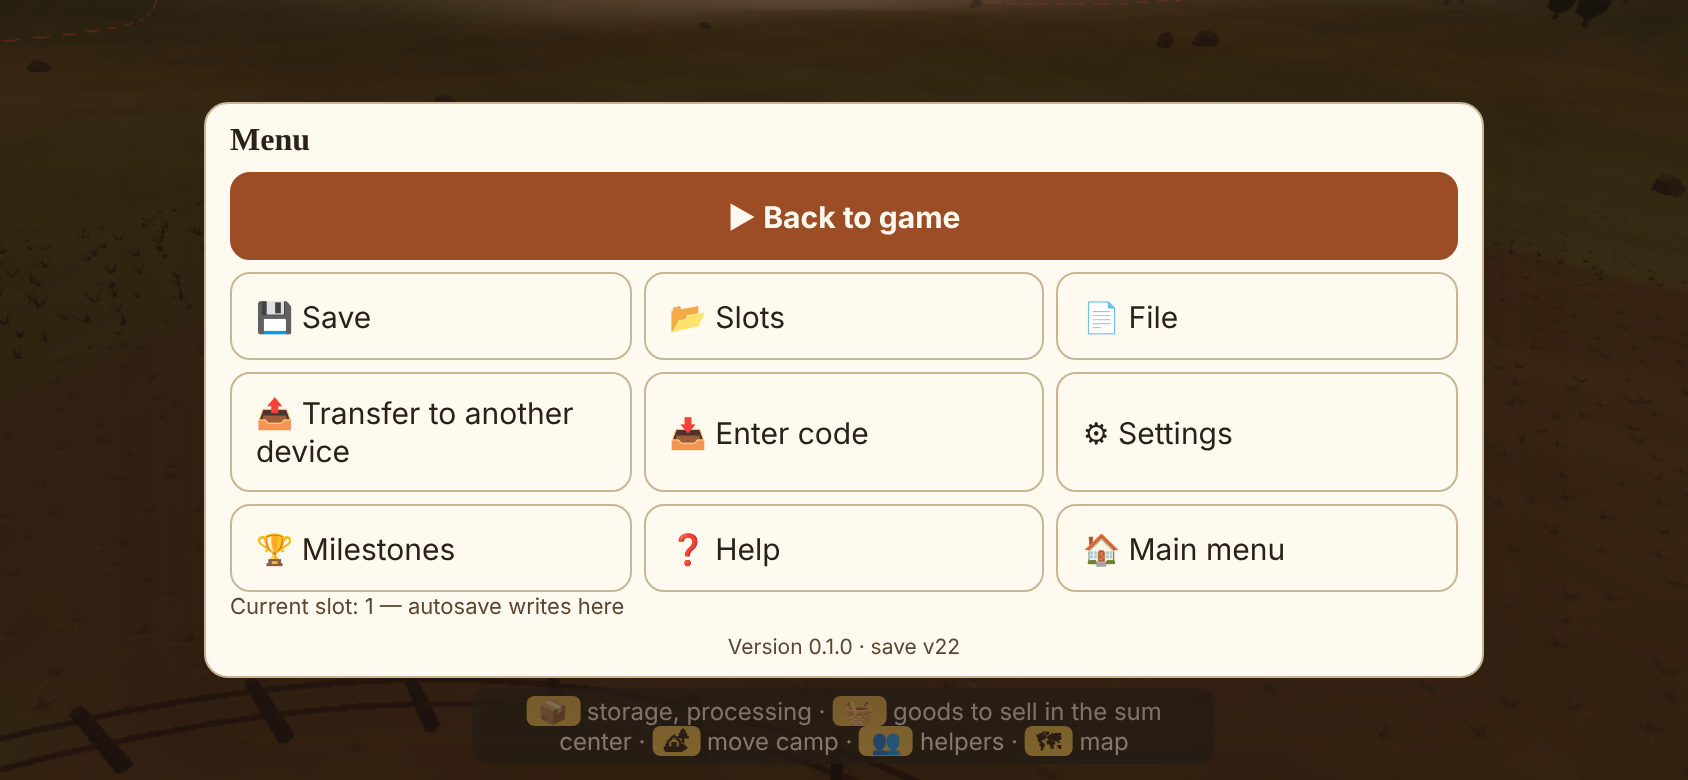 Menu
▶ Back to game
💾 Save
📂 Slots
📄 File
📤 Transfer to another
device
📥 Enter code
⚙ Settings
🏆 Milestones
❓ Help
🏠 Main menu
Current slot: 1 — autosave writes here
Version 0.1.0 · save v22
📦 storage, processing · 🧺 goods to sell in the sum
center · 🏕 move camp · 👥 helpers · 🗺 map